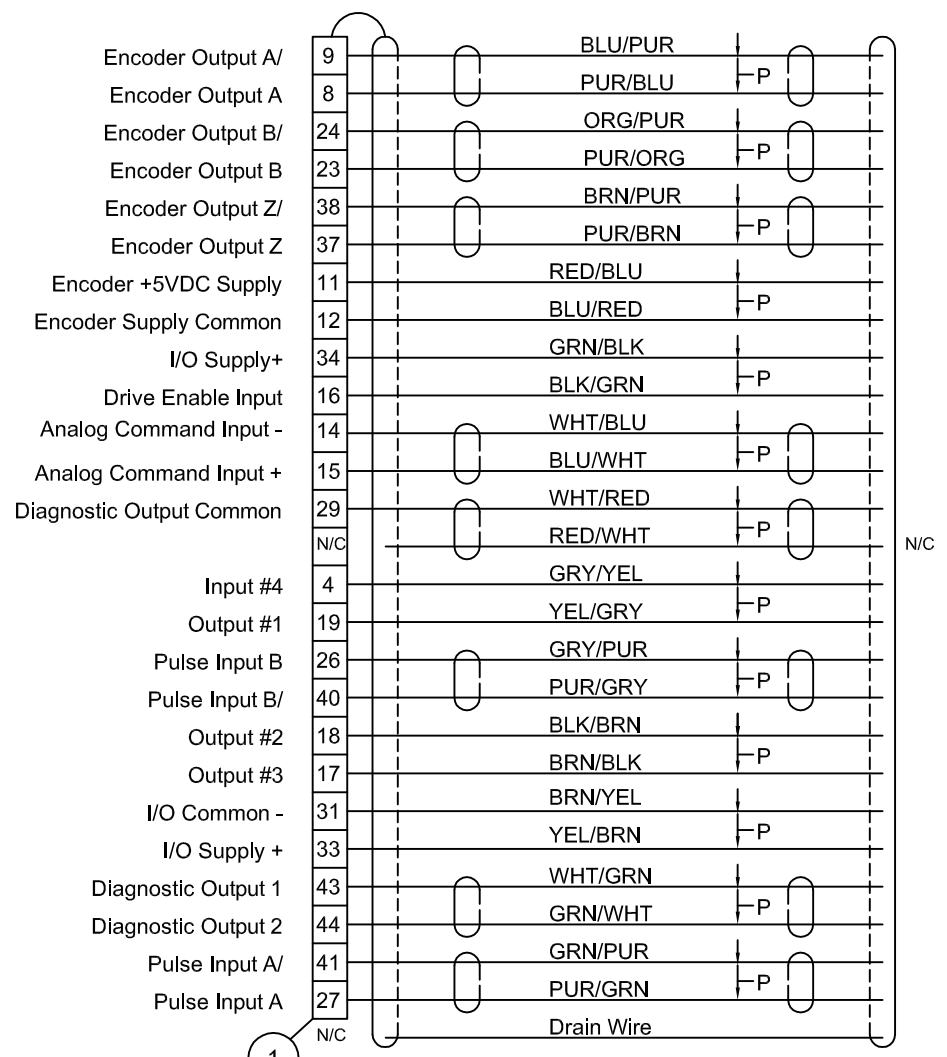 Encoder Output A/ 9 BLU/PUR
P
Encoder Output A 8 PUR/BLU
Encoder Output B/ 24 ORG/PUR
P
Encoder Output B 23 PUR/ORG
Encoder Output Z/ 38 BRN/PUR
P
Encoder Output Z 37 PUR/BRN
Encoder +5VDC Supply 11 RED/BLU
P
Encoder Supply Common 12 BLU/RED
I/O Supply+ 34 GRN/BLK
P
Drive Enable Input 16 BLK/GRN
Analog Command Input - 14 WHT/BLU
P
Analog Command Input + 15 BLU/WHT
Diagnostic Output Common 29 WHT/RED
P
N/C RED/WHT N/C
Input #4 4 GRY/YEL
P
Output #1 19 YEL/GRY
Pulse Input B 26 GRY/PUR
P
Pulse Input B/ 40 PUR/GRY
Output #2 18 BLK/BRN
P
Output #3 17 BRN/BLK
I/O Common - 31 BRN/YEL
P
I/O Supply + 33 YEL/BRN
Diagnostic Output 1 43 WHT/GRN
P
Diagnostic Output 2 44 GRN/WHT
Pulse Input A/ 41 GRN/PUR
P
Pulse Input A 27 PUR/GRN
N/C Drain Wire
1